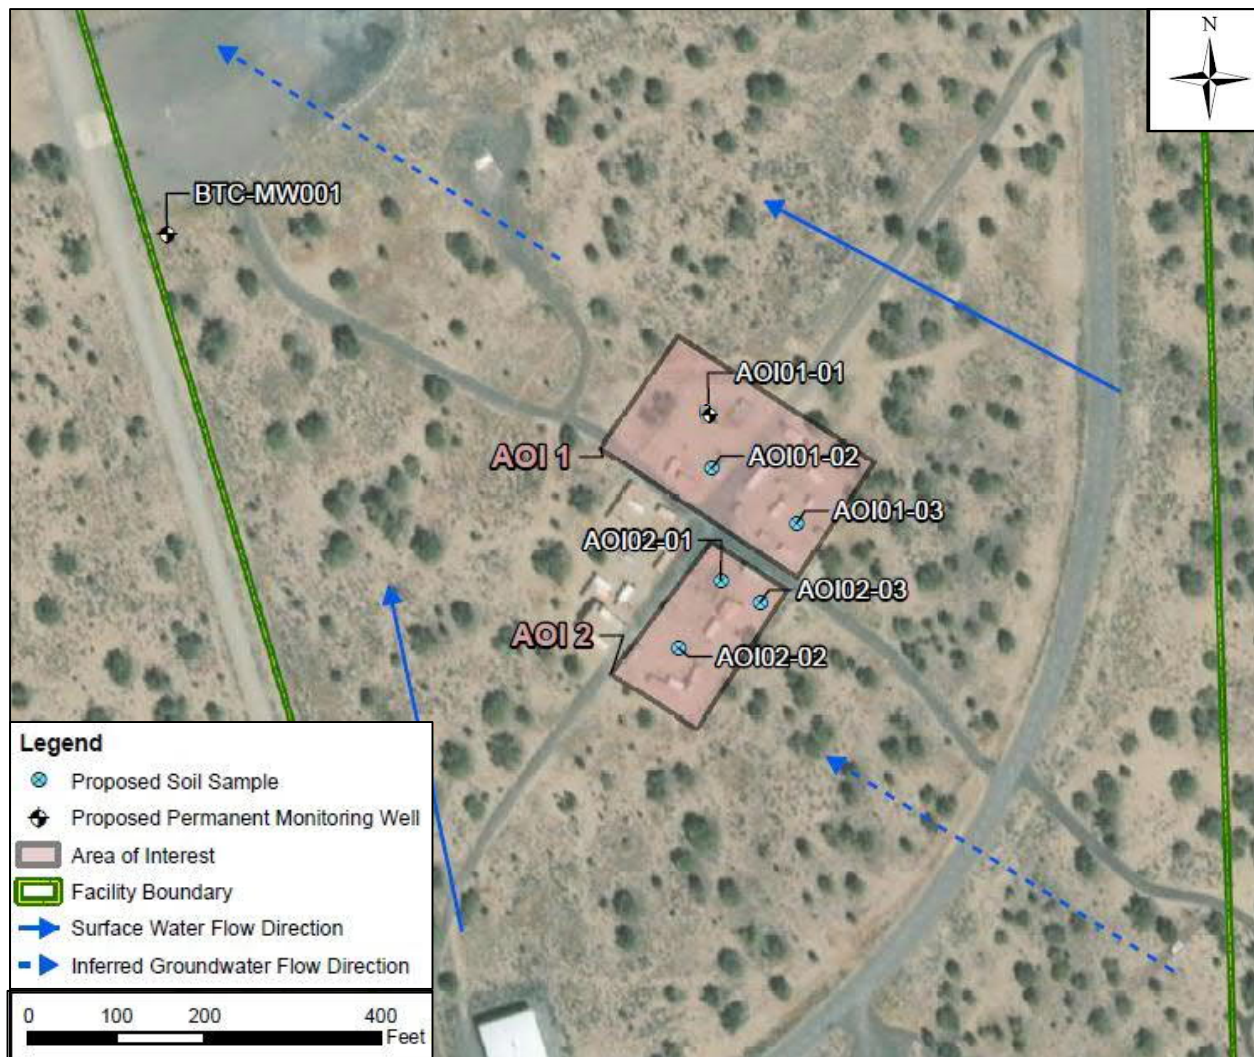 N
BTC-MW001
AOI01-01
AOI 1
AOI01-02
AOI01-03
AOI02-01
AOI02-03
AOI 2
AOI02-02
Legend
Proposed Soil Sample
Proposed Permanent Monitoring Well
Area of Interest
Facility Boundary
Surface Water Flow Direction
Inferred Groundwater Flow Direction
0 100 200 400
Feet